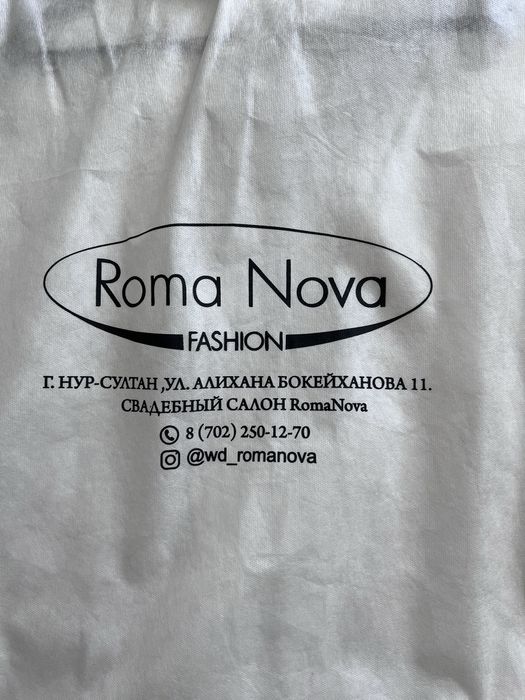 Roma Nova
FASHION
Г. НУР-СУЛТАН ,УЛ. АЛИХАНА БОКЕЙХАНОВА 11.
СВАДЕБНЫЙ САЛОН RomaNova
8 (702) 250-12-70
@wd_romanova